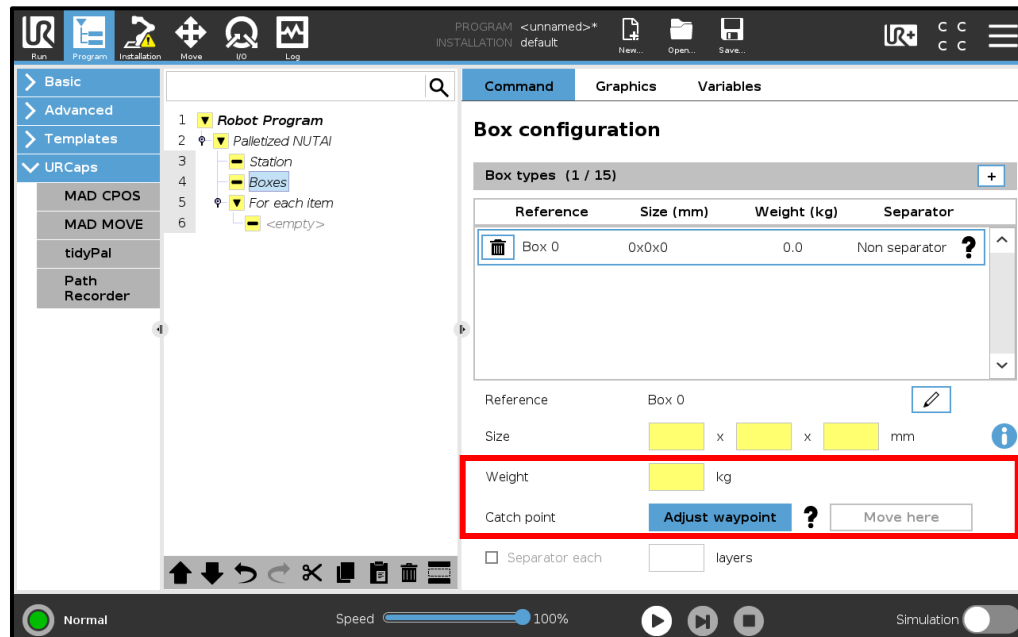 PROGRAM <unnamed>*
INSTALLATION default
UR+
C C
C C
Run Program Installation Move I/O Log New... Open... Save...
Basic
Advanced
Templates
URCaps
MAD CPOS
MAD MOVE
tidyPal
Path
Recorder
1 Robot Program
2 Palletized NUTAI
3 Station
4 Boxes
5 For each item
6 <empty>
Command Graphics Variables
Box configuration
Box types (1 / 15) +
Reference Size (mm) Weight (kg) Separator
Box 0 0x0x0 0.0 Non separator ?
Reference Box 0
Size x x mm i
Weight kg
Catch point Adjust waypoint ? Move here
Separator each layers
Normal Speed 100% Simulation